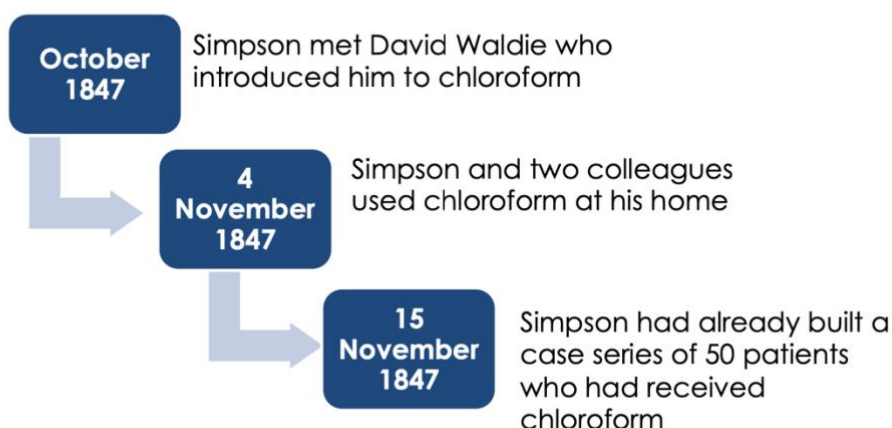 October
1847
Simpson met David Waldie who
introduced him to chloroform
4
November
1847
Simpson and two colleagues
used chloroform at his home
15
November
1847
Simpson had already built a
case series of 50 patients
who had received
chloroform